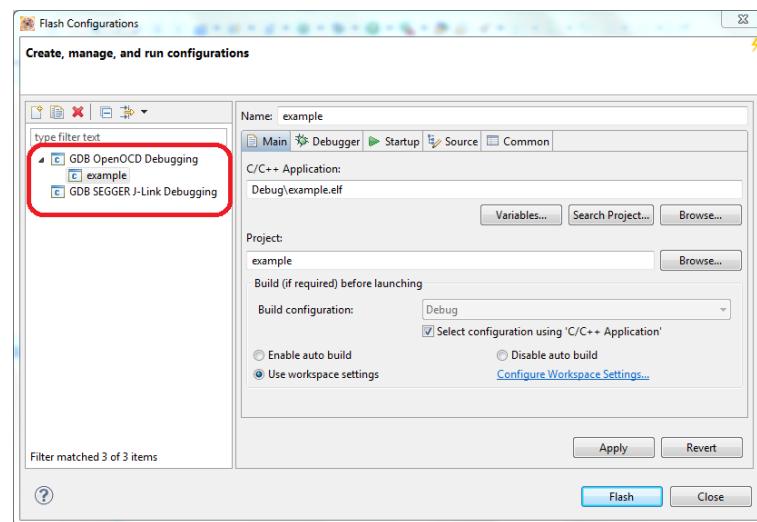 Flash Configurations
Create, manage, and run configurations
type filter text
GDB OpenOCD Debugging
example
GDB SEGGER J-Link Debugging
Filter matched 3 of 3 items
Name: example
Main Debugger Startup Source Common
C/C++ Application:
Debug\example.elf
Variables... Search Project... Browse...
Project:
example Browse...
Build (if required) before launching
Build configuration: Debug
Select configuration using 'C/C++ Application'
Enable auto build Disable auto build
Use workspace settings Configure Workspace Settings...
Apply Revert
Flash Close